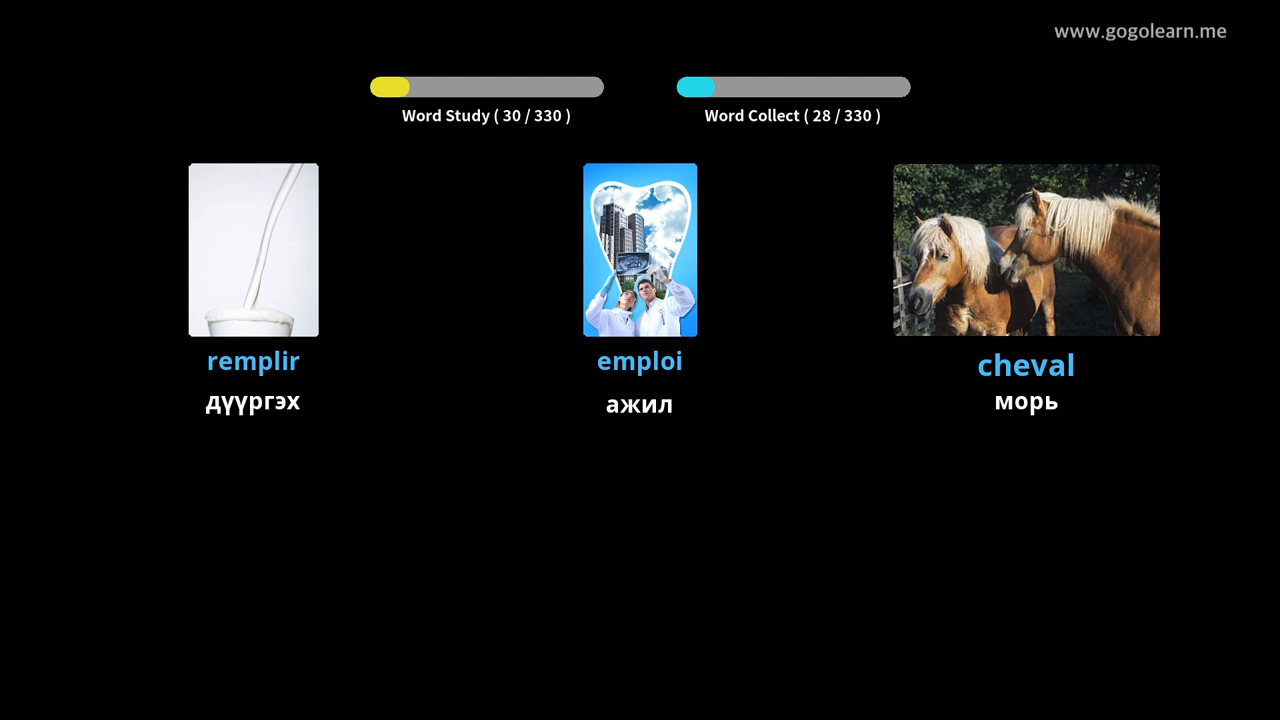 www.gogolearn.me
Word Study ( 30 / 330 )
Word Collect ( 28 / 330 )
remplir
дүүргэх
emploi
ажил
cheval
морь